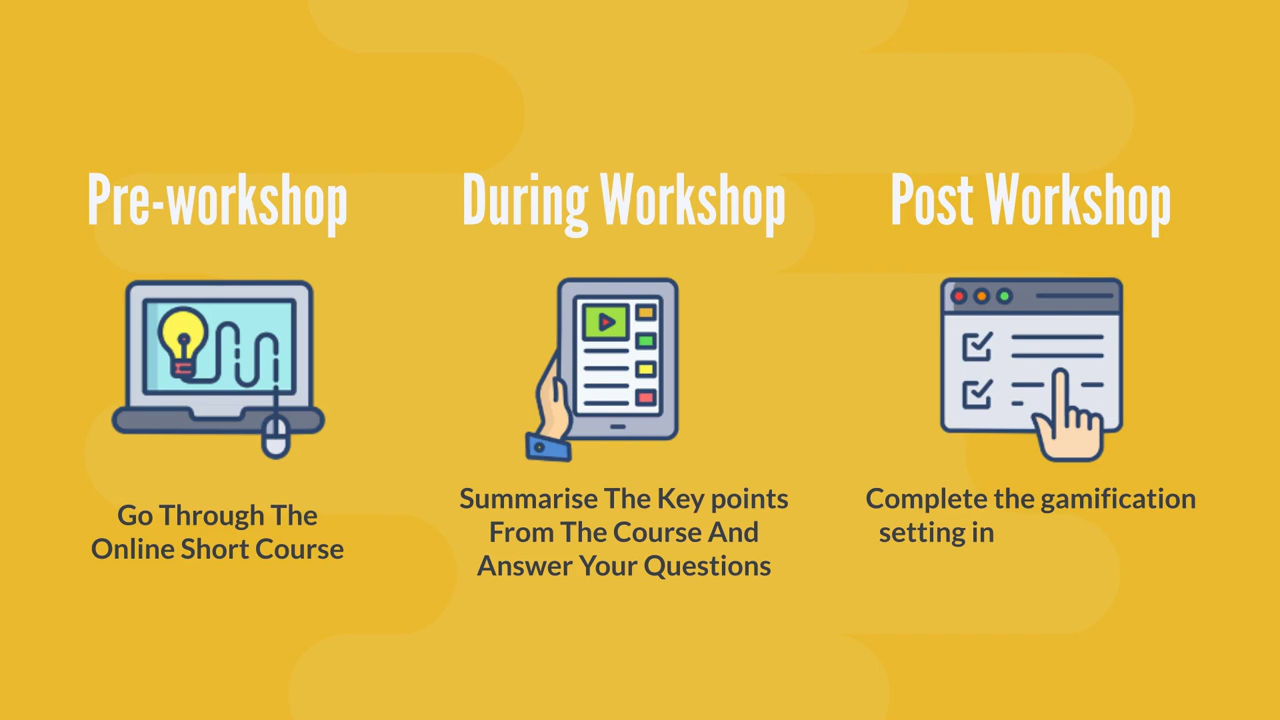 Pre-workshop
Go Through The
Online Short Course
During Workshop
Summarise The Key points
From The Course And
Answer Your Questions
Post Workshop
Complete the gamification
setting in